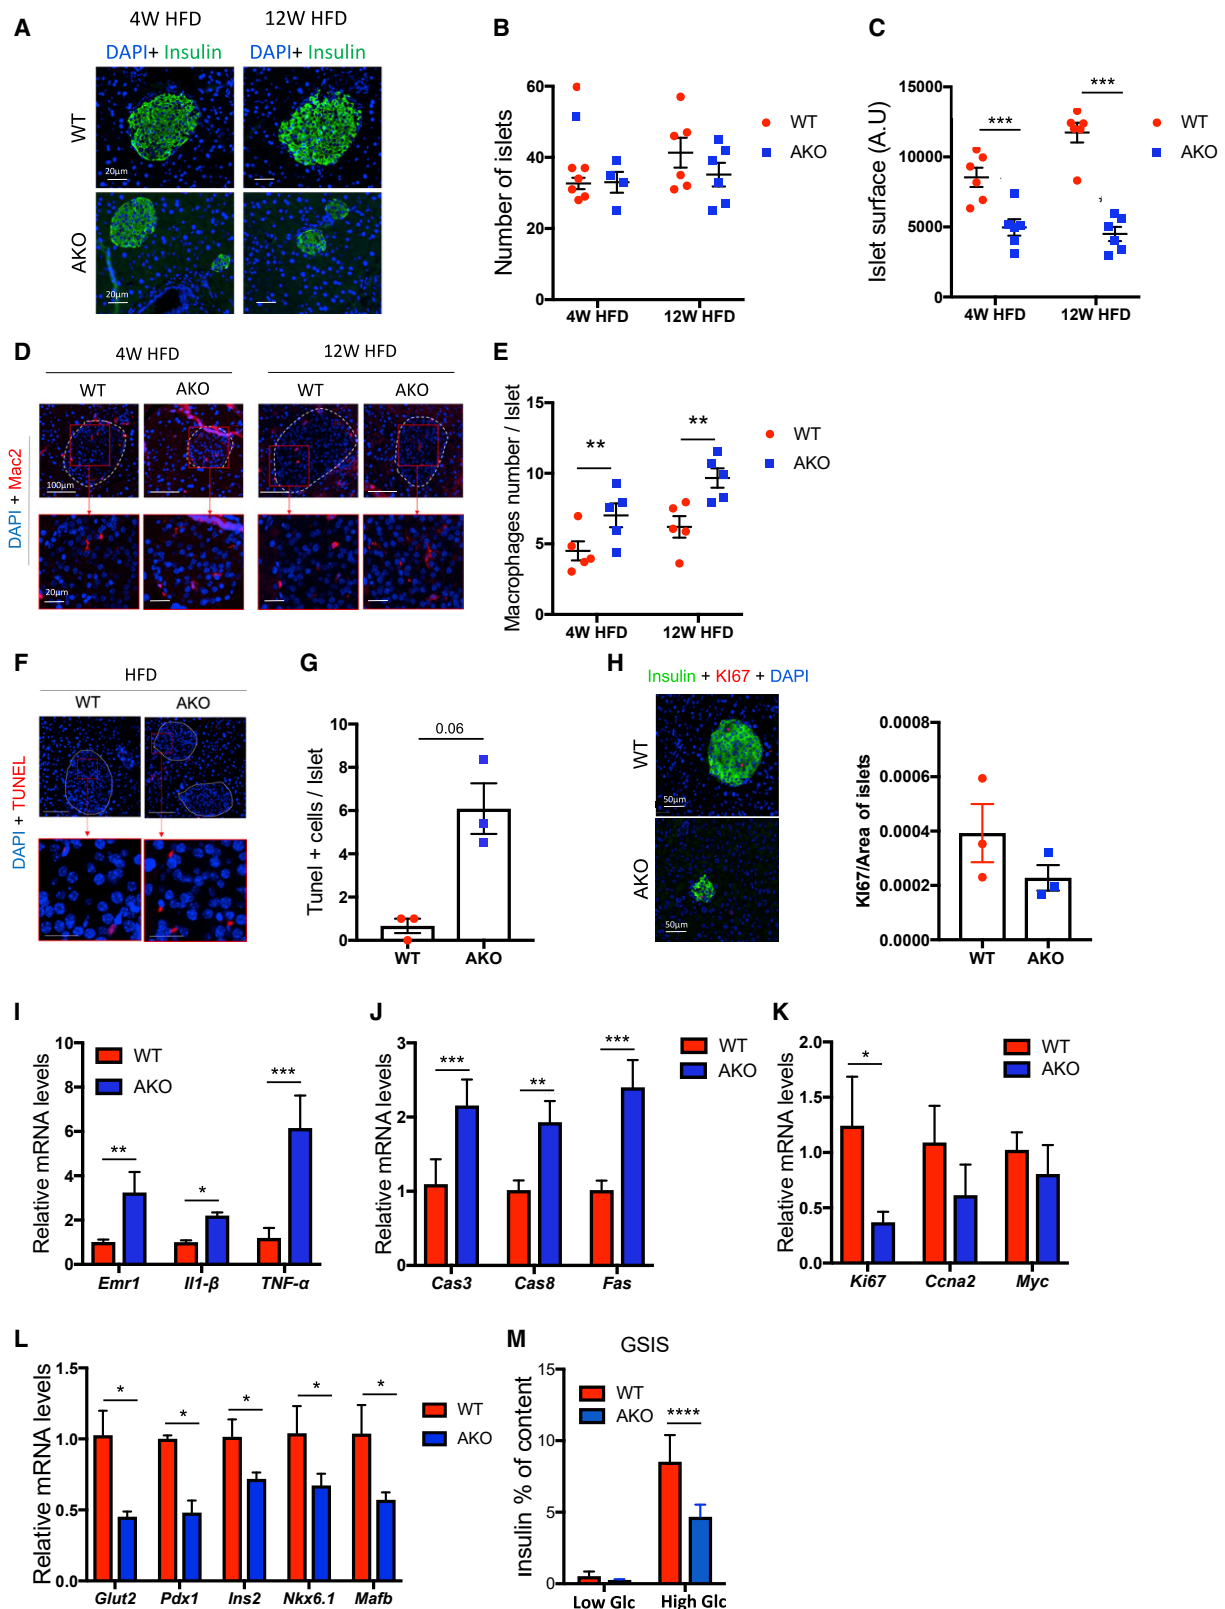 A
4W HFD
12W HFD
DAPI+ Insulin
DAPI+ Insulin
WT
20µm
AKO
20µm
B
Number of islets
60
40
20
0
4W HFD
12W HFD
WT
AKO
C
Islet surface (A.U)
15000
10000
5000
0
***
***
4W HFD
12W HFD
WT
AKO
D
4W HFD
12W HFD
WT
AKO
WT
AKO
DAPI + Mac2
100µm
20µm
E
Macrophages number / Islet
15
10
5
0
**
**
4W HFD
12W HFD
WT
AKO
F
HFD
WT
AKO
DAPI + TUNEL
G
Tunel + cells / Islet
10
8
6
4
2
0
0.06
WT
AKO
H
Insulin + KI67 + DAPI
WT
50µm
AKO
50µm
KI67/Area of islets
0.0008
0.0006
0.0004
0.0002
0.0000
WT
AKO
I
Relative mRNA levels
10
8
6
4
2
0
WT
AKO
**
*
***
Emr1
Il1-β
TNF-α
J
Relative mRNA levels
3
2
1
0
***
**
***
Cas3
Cas8
Fas
WT
AKO
K
Relative mRNA levels
2.0
1.5
1.0
0.5
0.0
*
Ki67
Ccna2
Myc
WT
AKO
L
Relative mRNA levels
1.5
1.0
0.5
0.0
*
*
*
*
*
Glut2
Pdx1
Ins2
Nkx6.1
Mafb
WT
AKO
M
GSIS
Insulin % of content
15
10
5
0
WT
AKO
****
Low Glc
High Glc